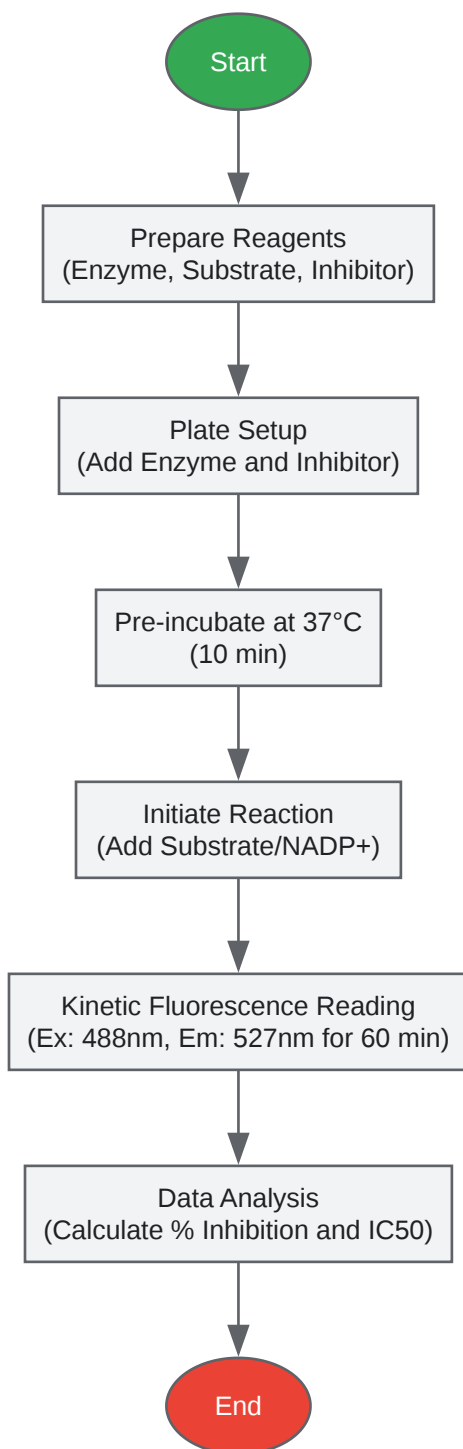 Start
Prepare Reagents
(Enzyme, Substrate, Inhibitor)
Plate Setup
(Add Enzyme and Inhibitor)
Pre-incubate at 37°C
(10 min)
Initiate Reaction
(Add Substrate/NADP+)
Kinetic Fluorescence Reading
(Ex: 488nm, Em: 527nm for 60 min)
Data Analysis
(Calculate % Inhibition and IC50)
End